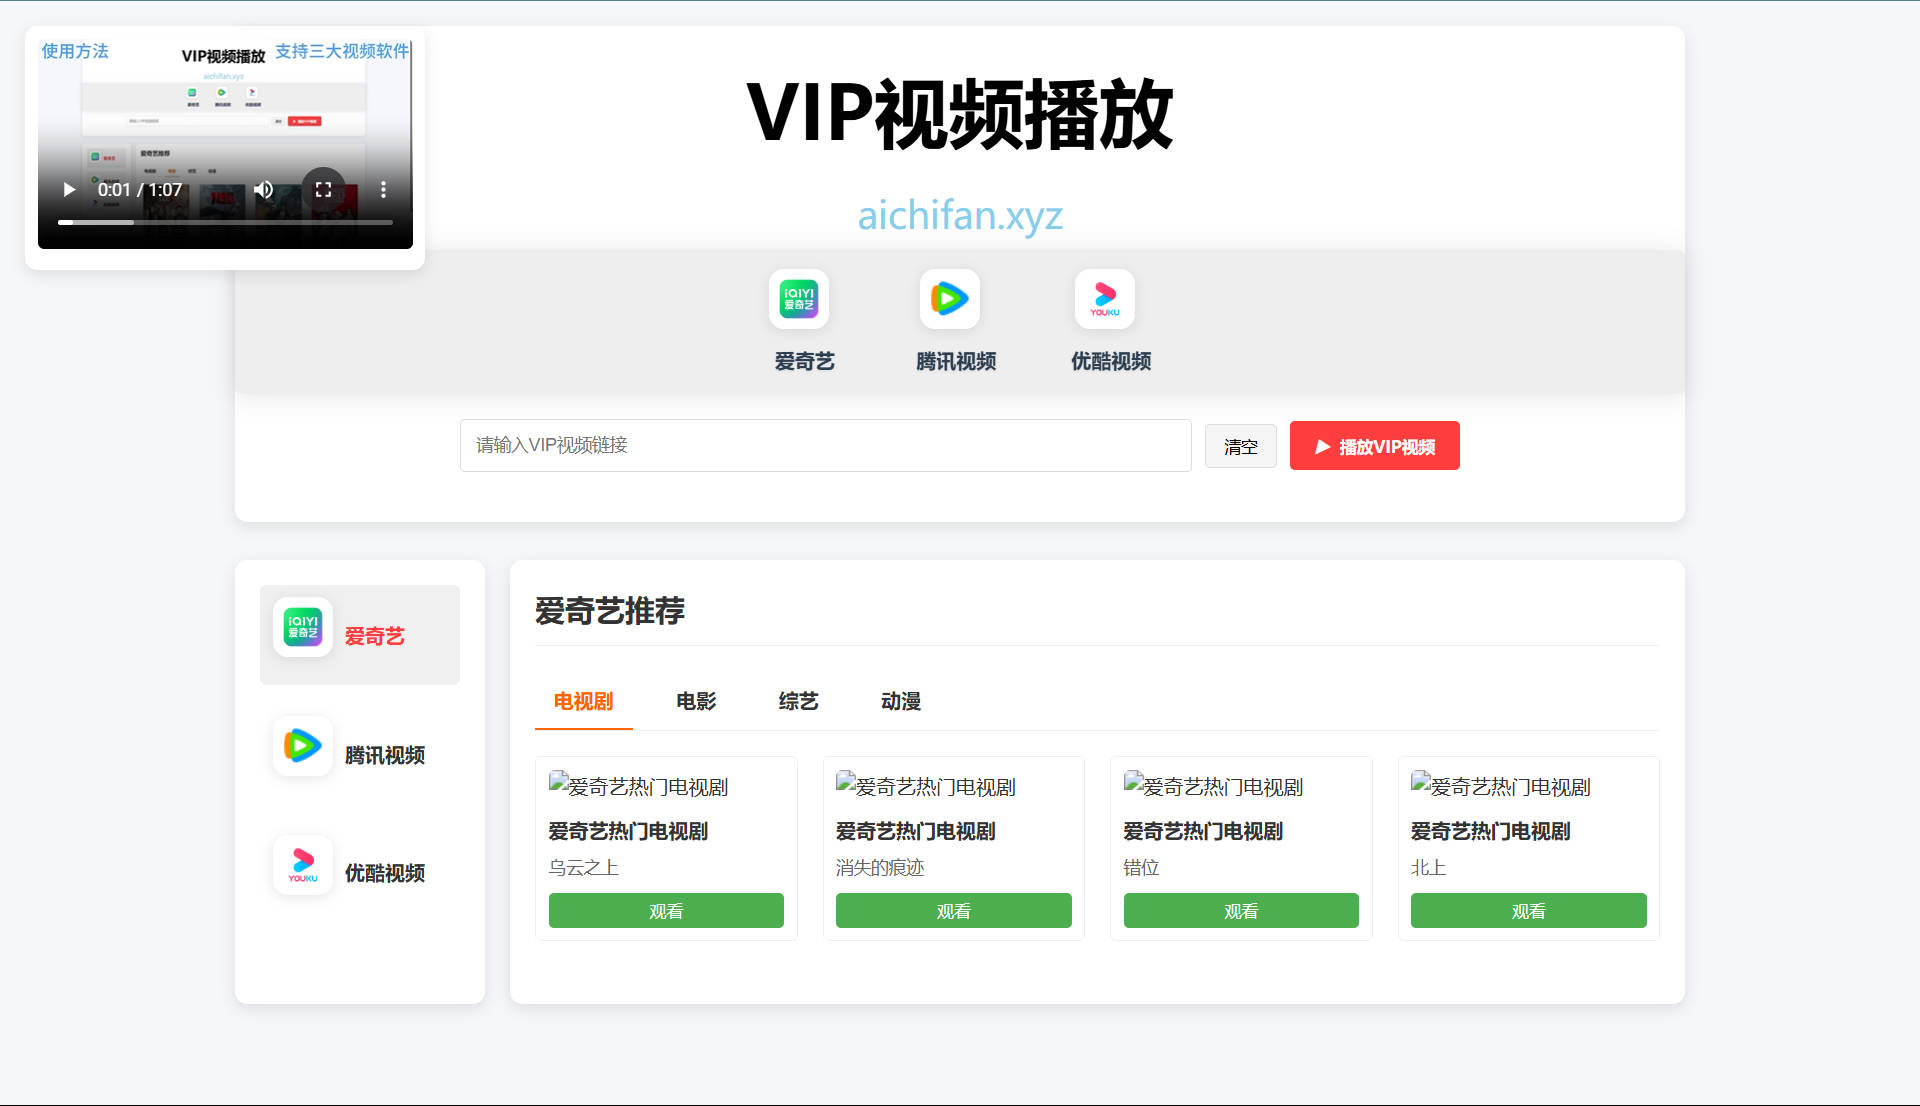 使用方法
支持三大视频软件
VIP视频播放
aichifan.xyz
0:01 / 1:07
VIP视频播放
aichifan.xyz
iQIYI
爱奇艺
YOUKU
爱奇艺
腾讯视频
优酷视频
请输入VIP视频链接
清空
▶ 播放VIP视频
iQIYI
爱奇艺
爱奇艺
腾讯视频
YOUKU
优酷视频
爱奇艺推荐
电视剧
电影
综艺
动漫
爱奇艺热门电视剧
爱奇艺热门电视剧
乌云之上
观看
爱奇艺热门电视剧
爱奇艺热门电视剧
消失的痕迹
观看
爱奇艺热门电视剧
爱奇艺热门电视剧
错位
观看
爱奇艺热门电视剧
爱奇艺热门电视剧
北上
观看